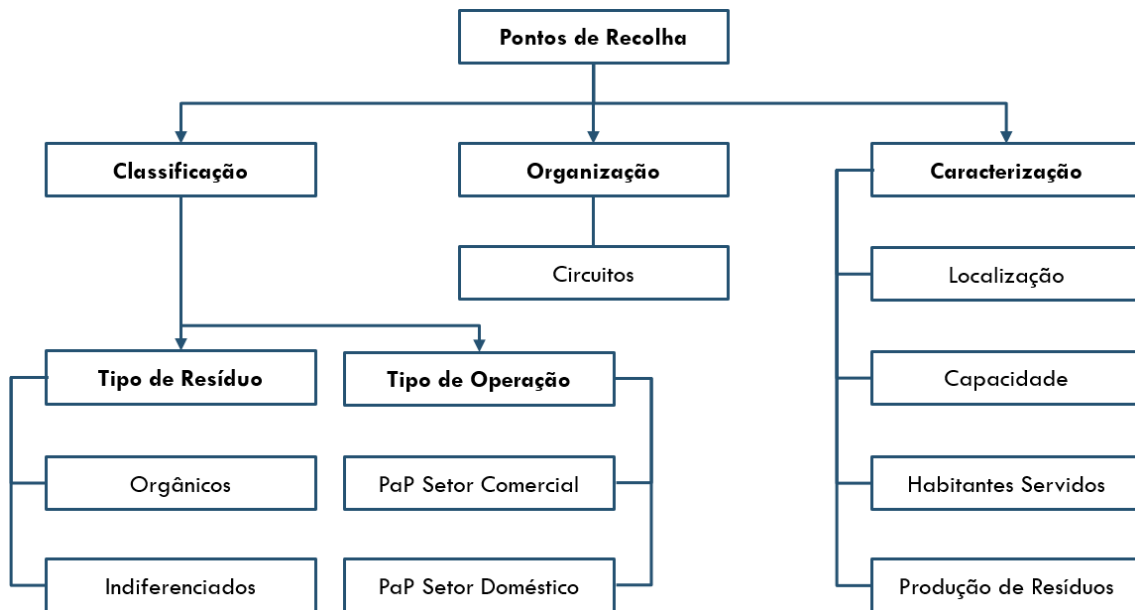 Pontos de Recolha
Classificação
Organização
Caracterização
Circuitos
Localização
Tipo de Resíduo
Tipo de Operação
Capacidade
Orgânicos
PaP Setor Comercial
Habitantes Servidos
Indiferenciados
PaP Setor Doméstico
Produção de Resíduos